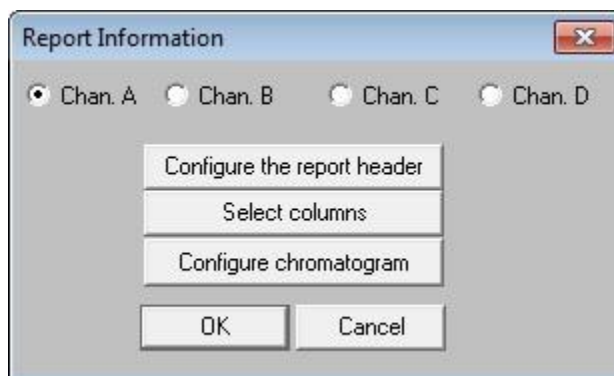 Report Information
Chan. A Chan. B Chan. C Chan. D
Configure the report header
Select columns
Configure chromatogram
OK Cancel